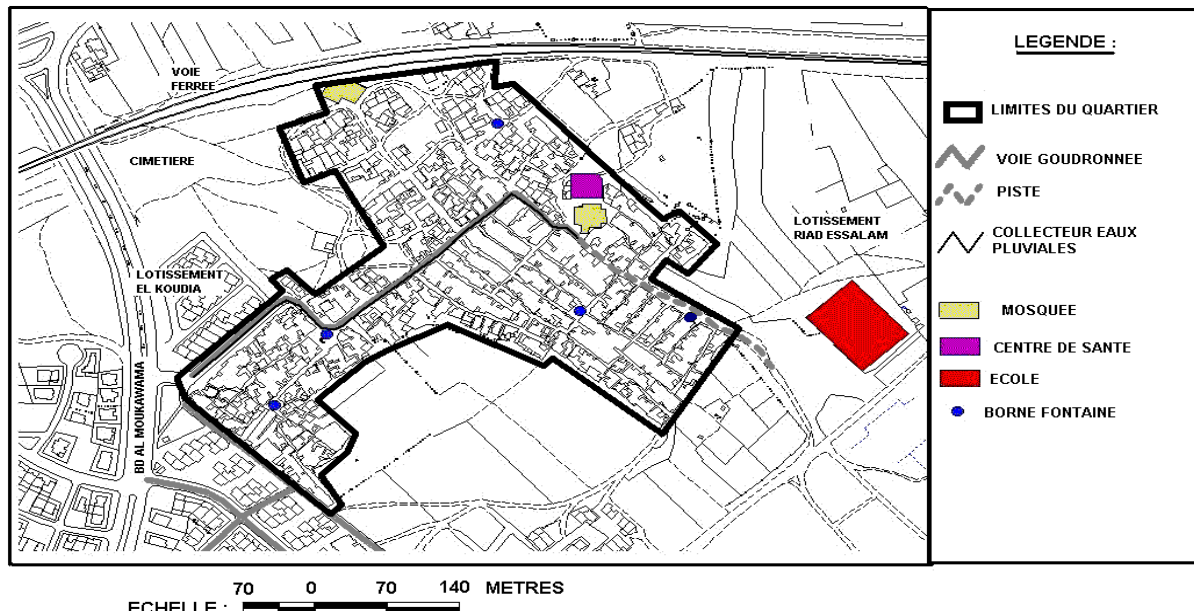 VOIE
FERREE
CIMETIERE
LOTISSEMENT
EL KOUDIA
BD AL MOUKAWAMA
LOTISSEMENT
RIAD ESSALAM
LEGENDE :
LIMITES DU QUARTIER
VOIE GOUDRONNEE
PISTE
COLLECTEUR EAUX
PLUVIALES
MOSQUEE
CENTRE DE SANTE
ECOLE
BORNE FONTAINE
70 0 70 140 METRES
ECHELLE :